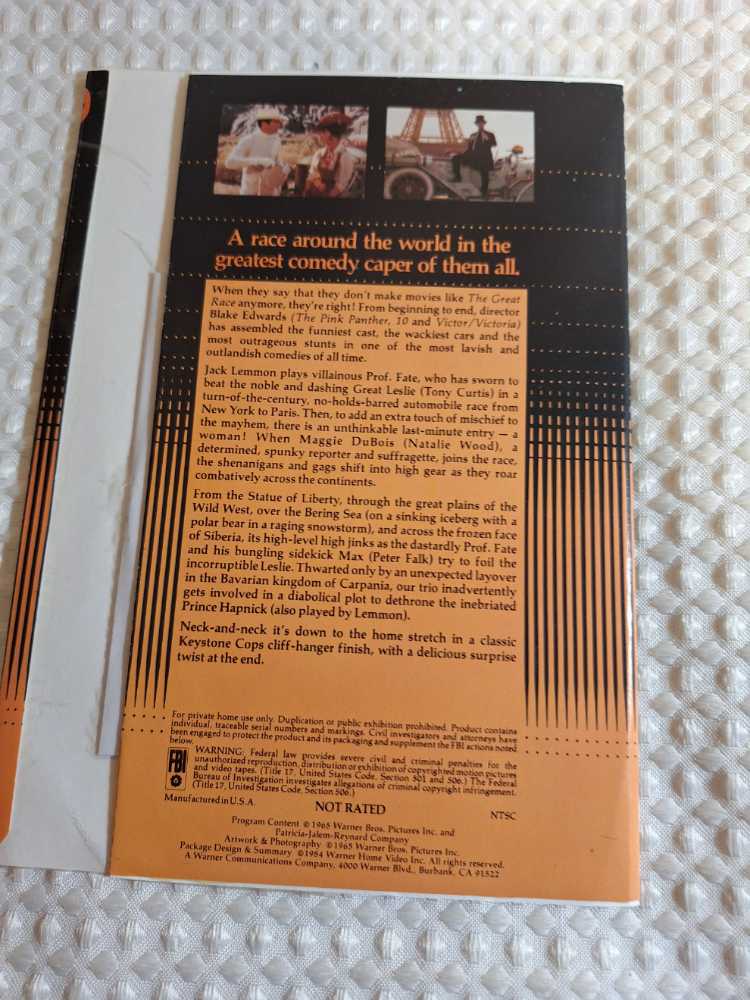 A race around the world in the
greatest comedy caper of them all.
When they say that they don't make movies like The Great
Race anymore, they're right! From beginning to end, director
Blake Edwards (The Pink Panther, 10 and Victor/Victoria)
has assembled the funniest cast, the wackiest cars and the
most outrageous stunts in one of the most lavish and
outlandish comedies of all time.
Jack Lemmon plays villainous Prof. Fate, who has sworn to
beat the noble and dashing Great Leslie (Tony Curtis) in a
turn-of-the-century, no-holds-barred automobile race from
New York to Paris. Then, to add an extra touch of mischief to
the mayhem, there is an unthinkable last-minute entry — a
woman! When Maggie DuBois (Natalie Wood), a
determined, spunky reporter and suffragette, joins the race,
the shenanigans and gags shift into high gear as they roar
combatively across the continents.
From the Statue of Liberty, through the great plains of the
Wild West, over the Bering Sea (on a sinking iceberg with a
polar bear in a raging snowstorm), and across the frozen face
of Siberia, its high-level high jinks as the dastardly Prof. Fate
and his bungling sidekick Max (Peter Falk) try to foil the
incorruptible Leslie. Thwarted only by an unexpected layover
in the Bavarian kingdom of Carpania, our trio inadvertently
gets involved in a diabolical plot to dethrone the inebriated
Prince Hapnick (also played by Lemmon).
Neck-and-neck it's down to the home stretch in a classic
Keystone Cops cliff-hanger finish, with a delicious surprise
twist at the end.
For private home use only. Duplication or public exhibition prohibited. Product contains
individual, traceable serial numbers and markings. Civil investigators and attorneys have
been engaged to protect the product and its packaging and supplement the FBI actions noted
below.
FBI
WARNING: Federal law provides severe civil and criminal penalties for the
unauthorized reproduction, distribution or exhibition of copyrighted motion pictures
and video tapes. (Title 17, United States Code, Section 501 and 506.) The Federal
Bureau of Investigation investigates allegations of criminal copyright infringement.
(Title 17, United States Code, Section 506.)
Manufactured in U.S.A.
NOT RATED
NTSC
Program Content © 1965 Warner Bros. Pictures Inc. and
Patricia-Jalem-Reynard Company
Artwork & Photography © 1965 Warner Bros. Pictures Inc.
Package Design & Summary © 1984 Warner Home Video Inc. All rights reserved.
A Warner Communications Company, 4000 Warner Blvd., Burbank, CA 91522